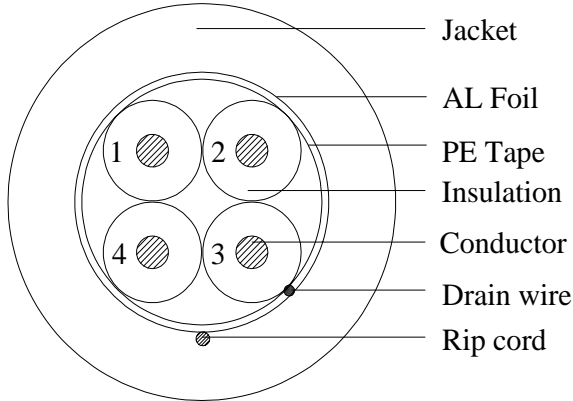 Jacket
AL Foil
1 2 PE Tape
Insulation
4 3 Conductor
Drain wire
Rip cord